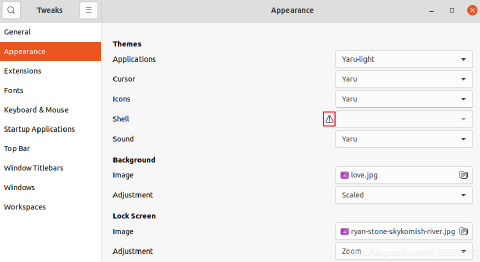 Tweaks
Appearance
General
Appearance
Extensions
Fonts
Keyboard & Mouse
Startup Applications
Top Bar
Window Titlebars
Windows
Workspaces
Themes
Applications Yaru-light
Cursor Yaru
Icons Yaru
Shell
Sound Yaru
Background
Image love.jpg
Adjustment Scaled
Lock Screen
Image ryan-stone-skykomish-river.jpg
Adjustment Zoom